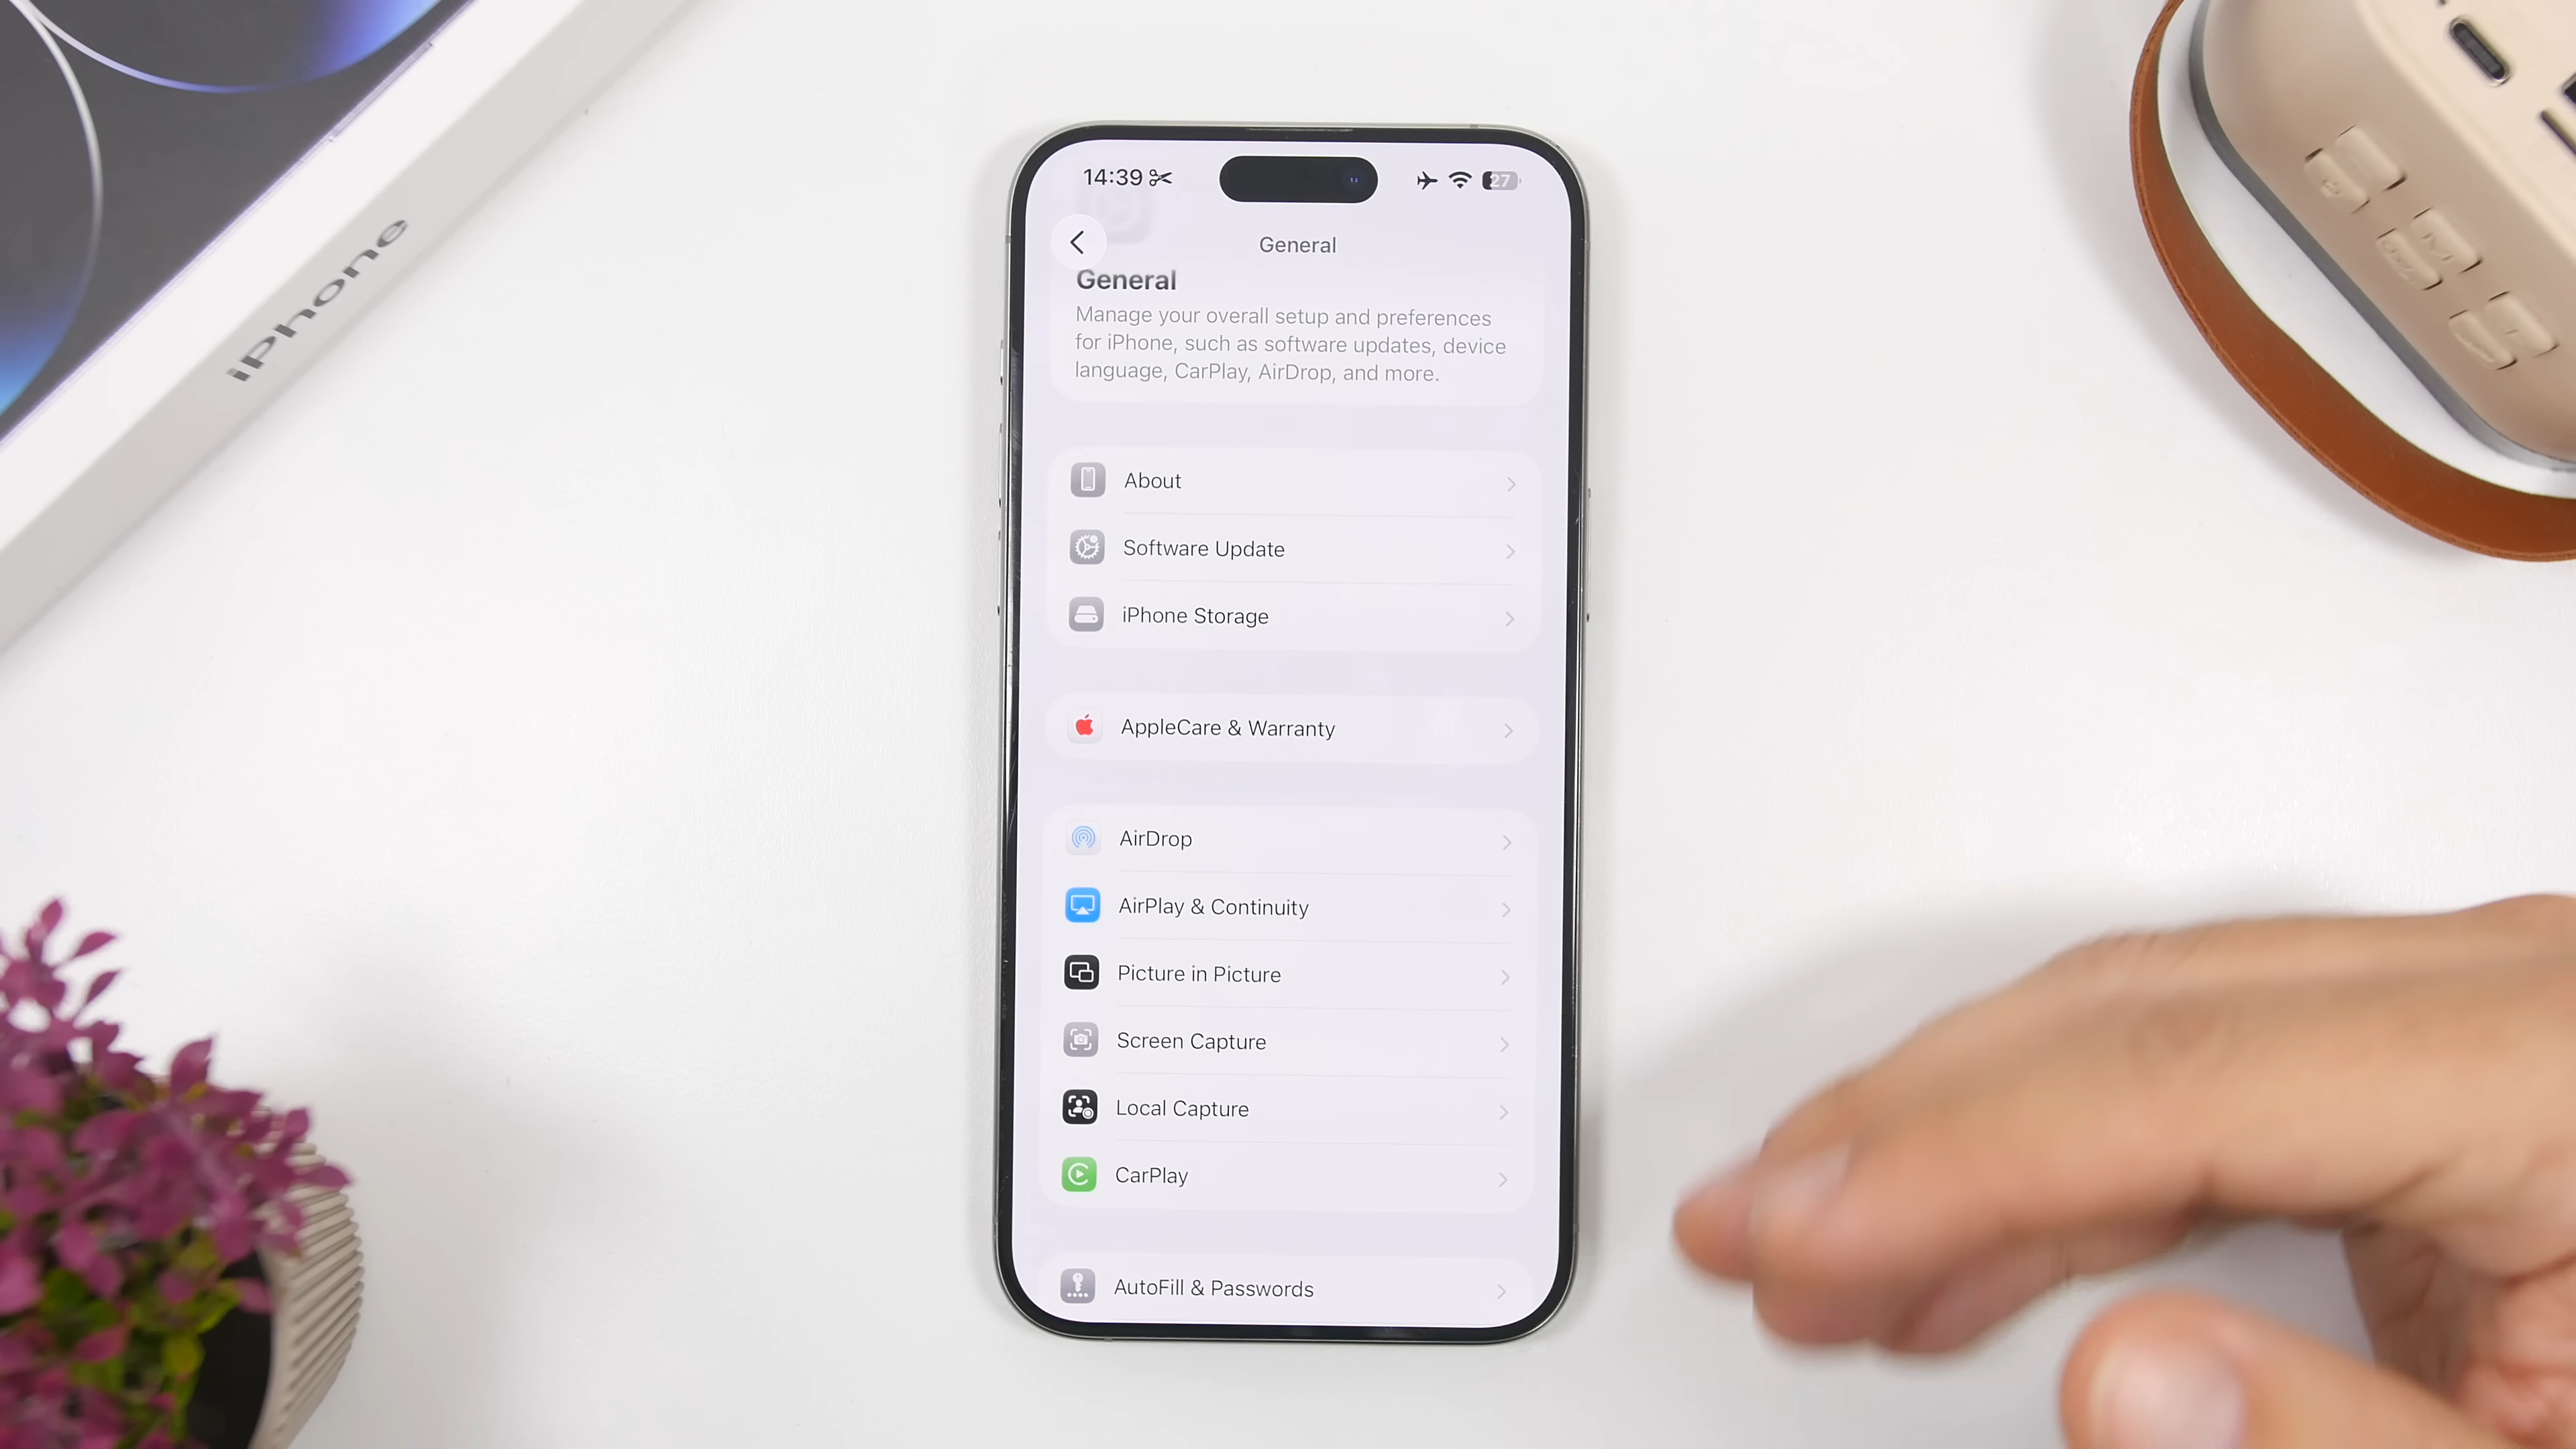 iPhone
14:39
27
General
General
Manage your overall setup and preferences
for iPhone, such as software updates, device
language, CarPlay, AirDrop, and more.
About
Software Update
iPhone Storage
AppleCare & Warranty
AirDrop
AirPlay & Continuity
Picture in Picture
Screen Capture
Local Capture
CarPlay
AutoFill & Passwords